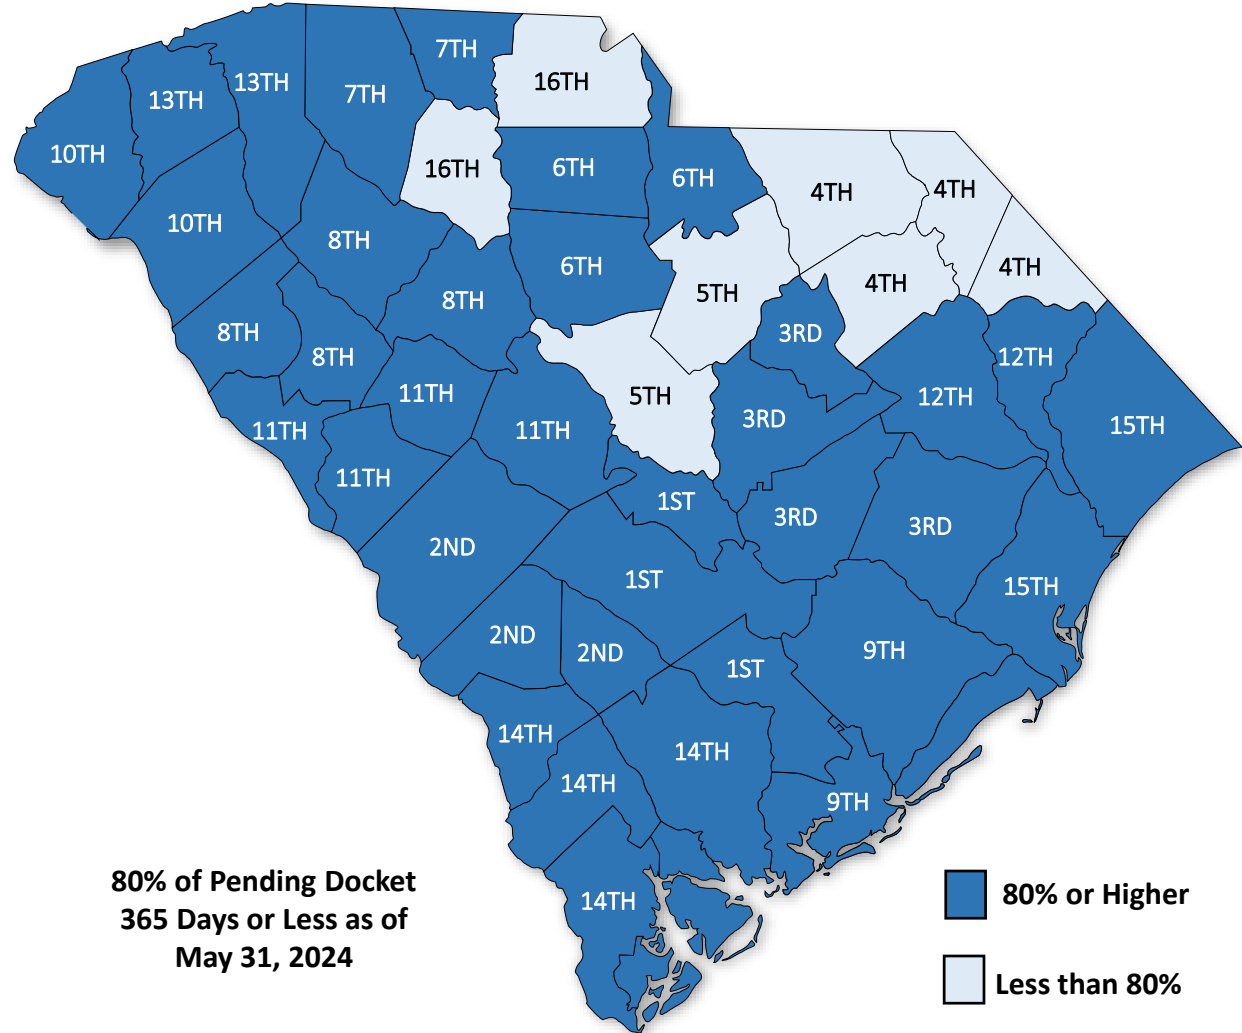 7TH
16TH
13TH
13TH
7TH
10TH
16TH
6TH
6TH
4TH
4TH
10TH
8TH
6TH
4TH
4TH
5TH
8TH
8TH
8TH
3RD
12TH
11TH
5TH
12TH
11TH
11TH
3RD
15TH
11TH
1ST
3RD
3RD
2ND
1ST
15TH
2ND
2ND
9TH
1ST
14TH
14TH
14TH
9TH
14TH
80% of Pending Docket
365 Days or Less as of
May 31, 2024
80% or Higher
Less than 80%